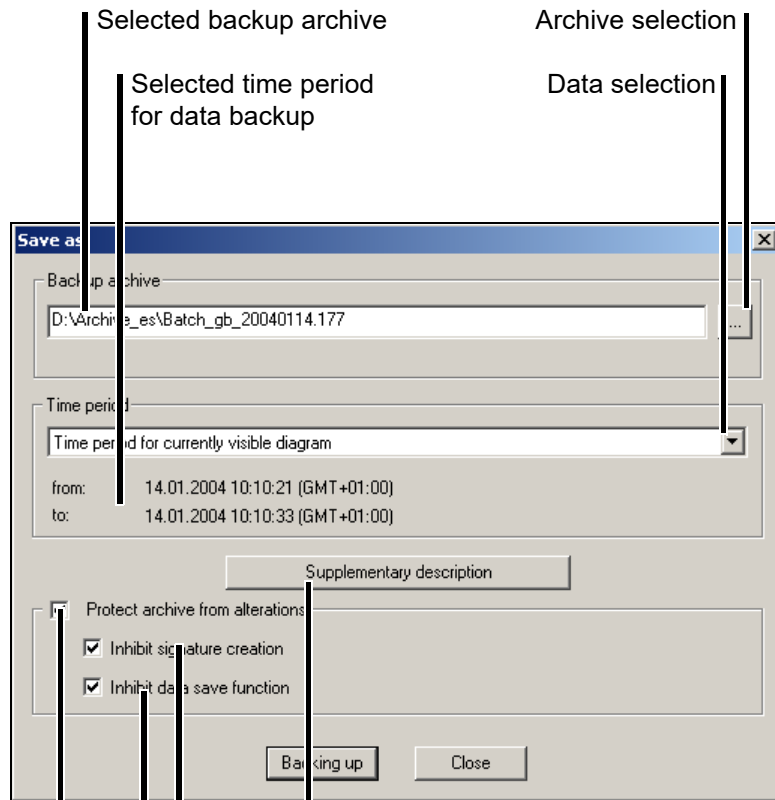 Selected backup archive
Archive selection
Selected time period
for data backup
Data selection
Save as
Backup archive
D:\Archive_es\Batch_gb_20040114.177
...
Time period
Time period for currently visible diagram
from: 14.01.2004 10:10:21 (GMT+01:00)
to: 14.01.2004 10:10:33 (GMT+01:00)
Supplementary description
Protect archive from alterations
Inhibit signature creation
Inhibit data save function
Backing up
Close